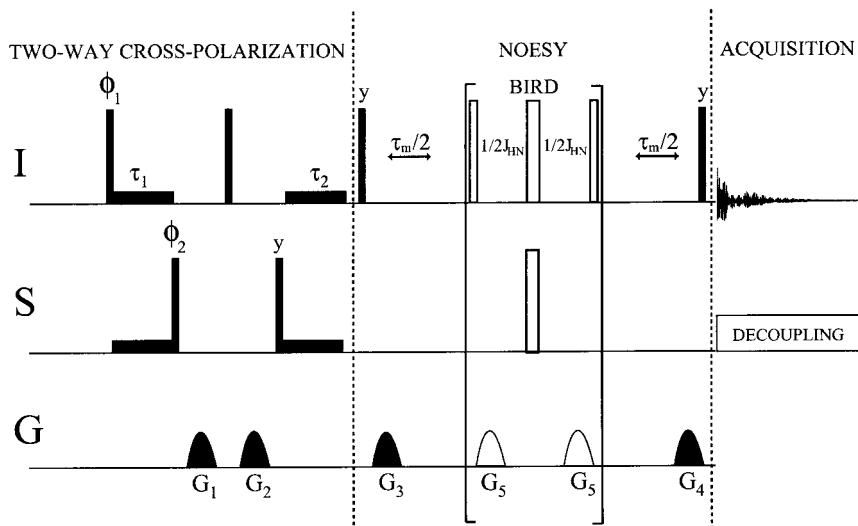 TWO-WAY CROSS-POLARIZATION NOESY ACQUISITION
BIRD
ϕ1 y y
I τ1 τ2 τm/2 1/2JHN 1/2JHN τm/2
ϕ2 y
S
DECOUPLING
G
G1 G2 G3 G5 G5 G4